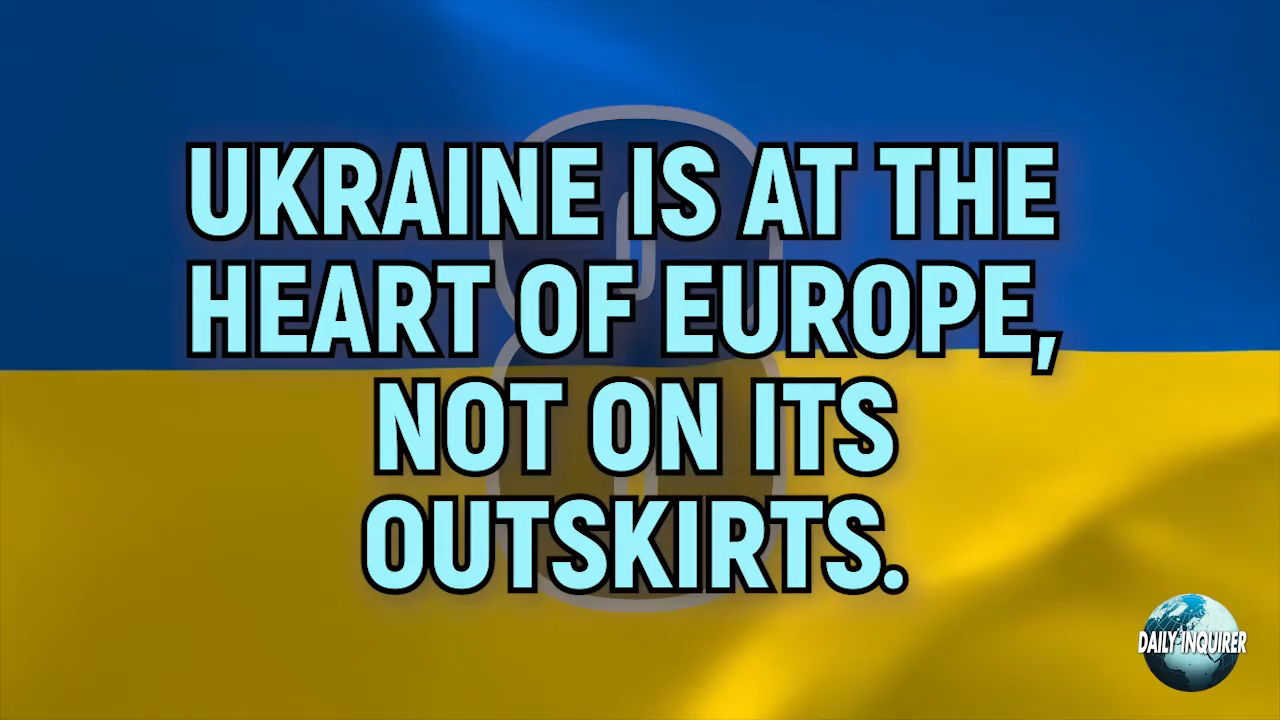 UKRAINE IS AT THE
HEART OF EUROPE,
NOT ON ITS
OUTSKIRTS.
DAILY INQUIRER